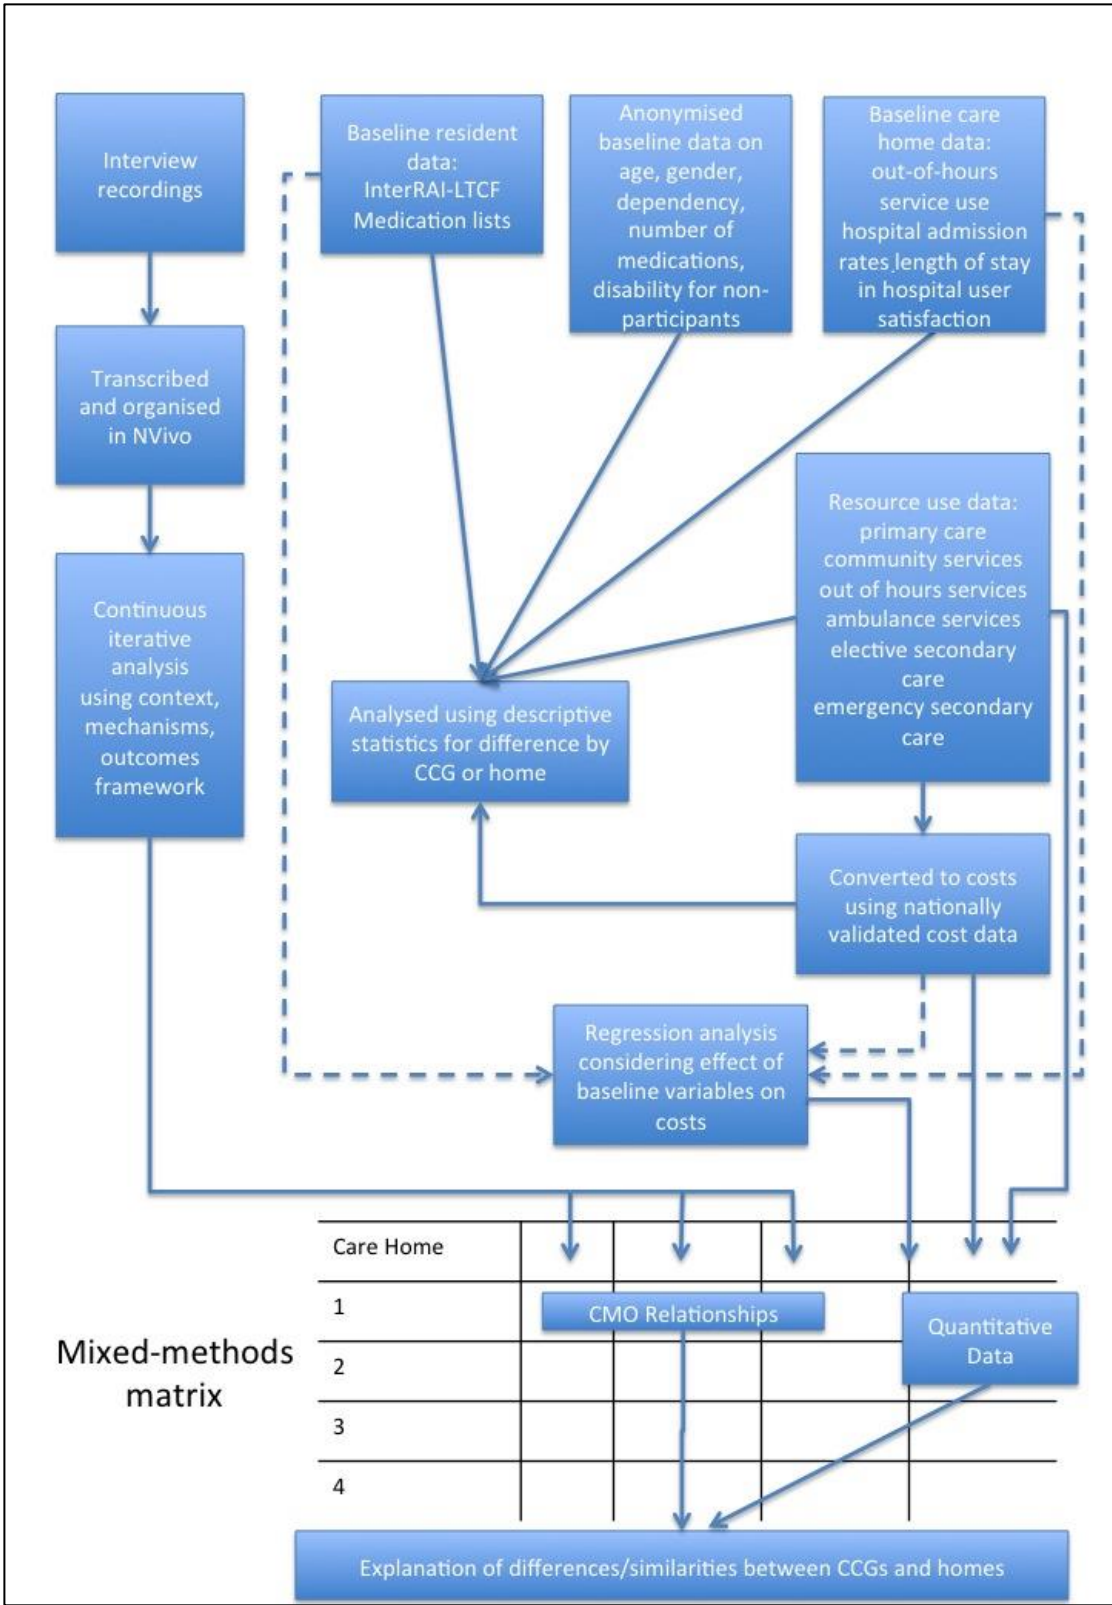 Interview
recordings
Baseline resident
data:
InterRAI-LTCF
Medication lists
Anonymised
baseline data on
age, gender,
dependency,
number of
medications,
disability for non-
participants
Baseline care
home data:
out-of-hours
service use
hospital admission
rates length of stay
in hospital user
satisfaction
Transcribed
and organised
in NVivo
Continuous
iterative
analysis
using context,
mechanisms,
outcomes
framework
Resource use data:
primary care
community services
out of hours services
ambulance services
elective secondary
care
emergency secondary
care
Analysed using descriptive
statistics for difference by
CCG or home
Converted to costs
using nationally
validated cost data
Regression analysis
considering effect of
baseline variables on
costs
Mixed-methods
matrix
Care Home
1
2
3
4
CMO Relationships
Quantitative
Data
Explanation of differences/similarities between CCGs and homes